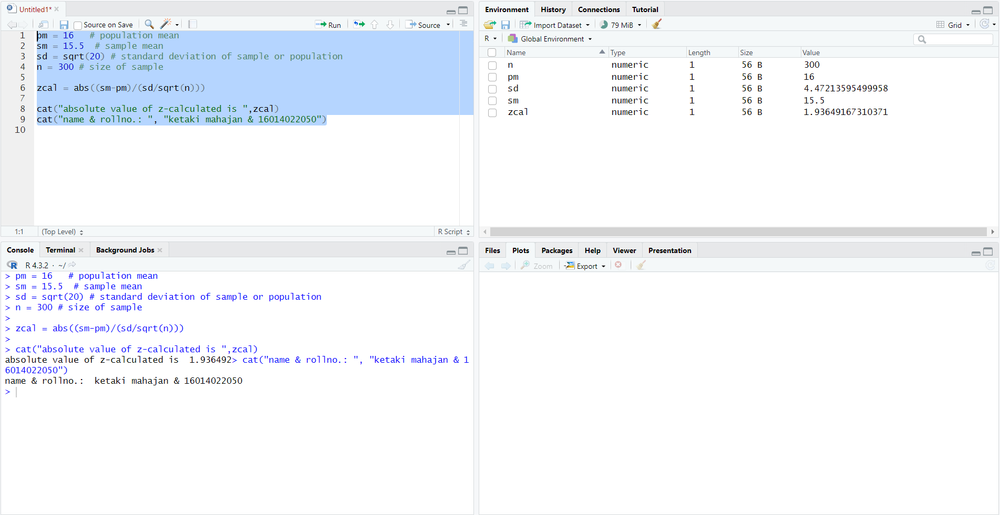 Untitled1*
Source on Save
Run
Source
1 pm = 16   # population mean
2 sm = 15.5  # sample mean
3 sd = sqrt(20) # standard deviation of sample or population
4 n = 300 # size of sample
5
6 zcal = abs((sm-pm)/(sd/sqrt(n)))
7
8 cat("absolute value of z-calculated is ",zcal)
9 cat("name & rollno.: ", "ketaki mahajan & 16014022050")
10
1:1 (Top Level) R Script
Console Terminal Background Jobs
R 4.3.2 · ~/
> pm = 16   # population mean
> sm = 15.5  # sample mean
> sd = sqrt(20) # standard deviation of sample or population
> n = 300 # size of sample
>
> zcal = abs((sm-pm)/(sd/sqrt(n)))
>
> cat("absolute value of z-calculated is ",zcal)
absolute value of z-calculated is  1.936492> cat("name & rollno.: ", "ketaki mahajan & 1
6014022050")
name & rollno.:  ketaki mahajan & 16014022050
>
Environment History Connections Tutorial
Import Dataset 79 MiB Grid
R Global Environment
Name Type Length Size Value
n numeric 1 56 B 300
pm numeric 1 56 B 16
sd numeric 1 56 B 4.47213595499958
sm numeric 1 56 B 15.5
zcal numeric 1 56 B 1.93649167310371
Files Plots Packages Help Viewer Presentation
Zoom Export